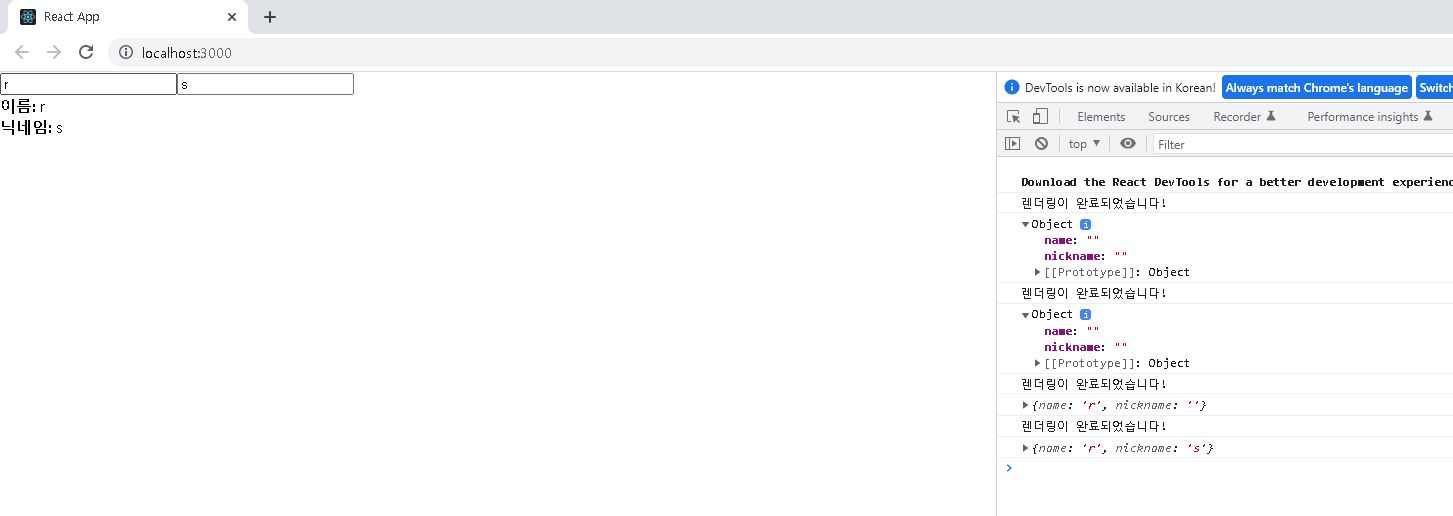 React App
localhost:3000
r s
이름: r
닉네임: s
DevTools is now available in Korean! Always match Chrome's language Switch
Elements Sources Recorder Performance insights
top Filter
Download the React DevTools for a better development experienc
렌더링이 완료되었습니다!
Object
name: ""
nickname: ""
[[Prototype]]: Object
렌더링이 완료되었습니다!
Object
name: ""
nickname: ""
[[Prototype]]: Object
렌더링이 완료되었습니다!
{name: 'r', nickname: ''}
렌더링이 완료되었습니다!
{name: 'r', nickname: 's'}